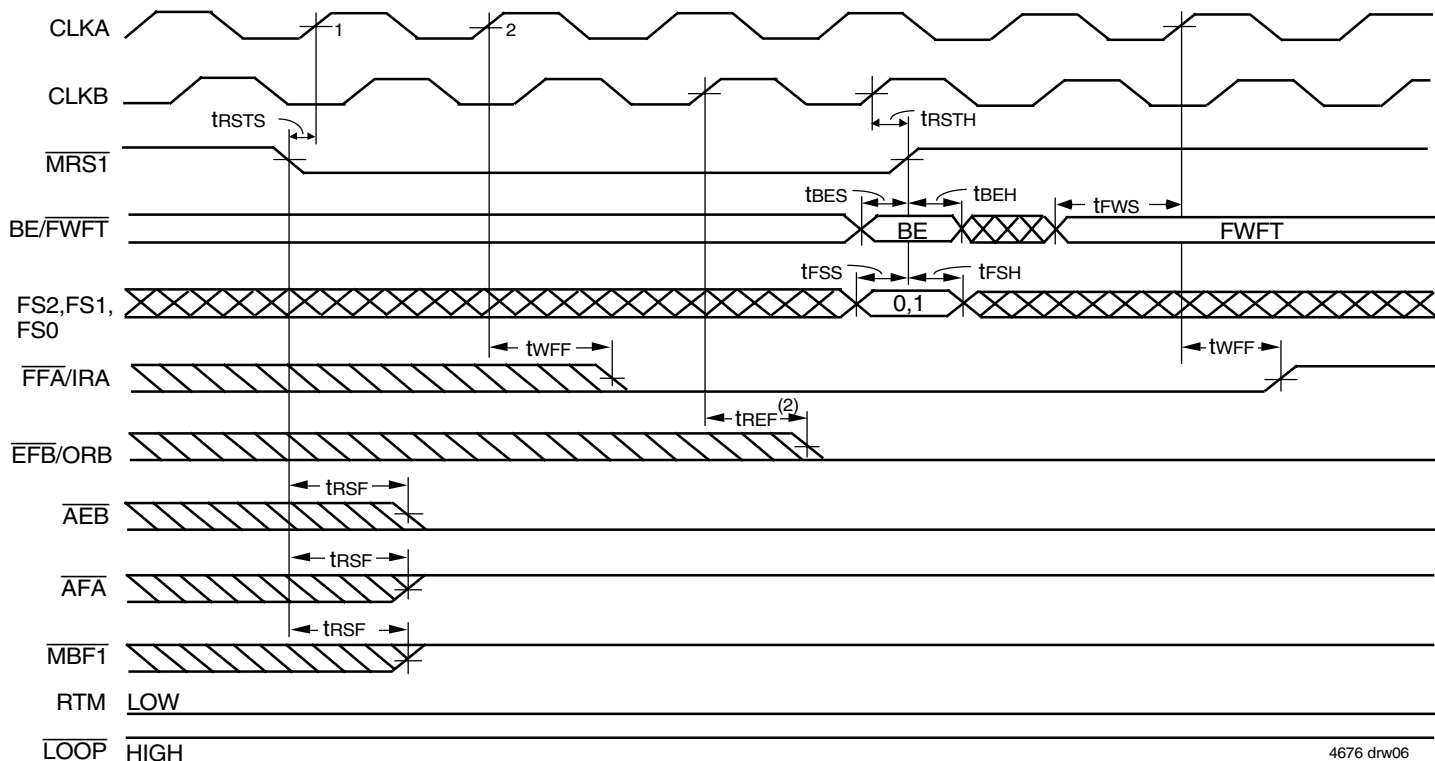 CLKA
1
2
CLKB
tRSTS
tRSTH
MRS1
tBES
tBEH
tFWS
BE/FWFT
BE
FWFT
tFSS
tFSH
FS2,FS1,
FS0
0,1
tWFF
tWFF
FFA/IRA
tREF(2)
EFB/ORB
tRSF
AEB
tRSF
AFA
tRSF
MBF1
RTM
LOW
LOOP
HIGH
4676 drw06